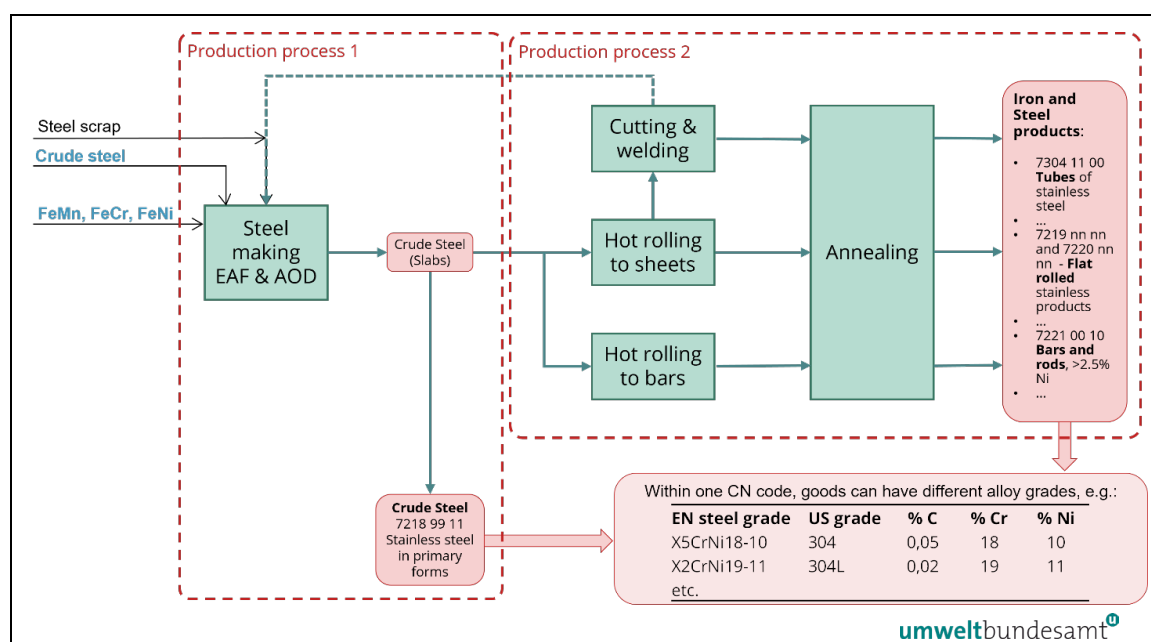 Production process 1
Production process 2
Steel scrap
Crude steel
FeMn, FeCr, FeNi
Steel
making
EAF & AOD
Crude Steel
(Slabs)
Cutting &
welding
Hot rolling
to sheets
Hot rolling
to bars
Annealing
Iron and
Steel
products:
• 7304 11 00
Tubes of
stainless
steel
• ...
• 7219 nn nn
and 7220 nn
nn - Flat
rolled
stainless
products
• ...
• 7221 00 10
Bars and
rods, >2.5%
Ni
• ...
Crude Steel
7218 99 11
Stainless steel
in primary
forms
Within one CN code, goods can have different alloy grades, e.g.:
EN steel grade US grade % C % Cr % Ni
X5CrNi18-10 304 0,05 18 10
X2CrNi19-11 304L 0,02 19 11
etc.
umweltbundesamt u